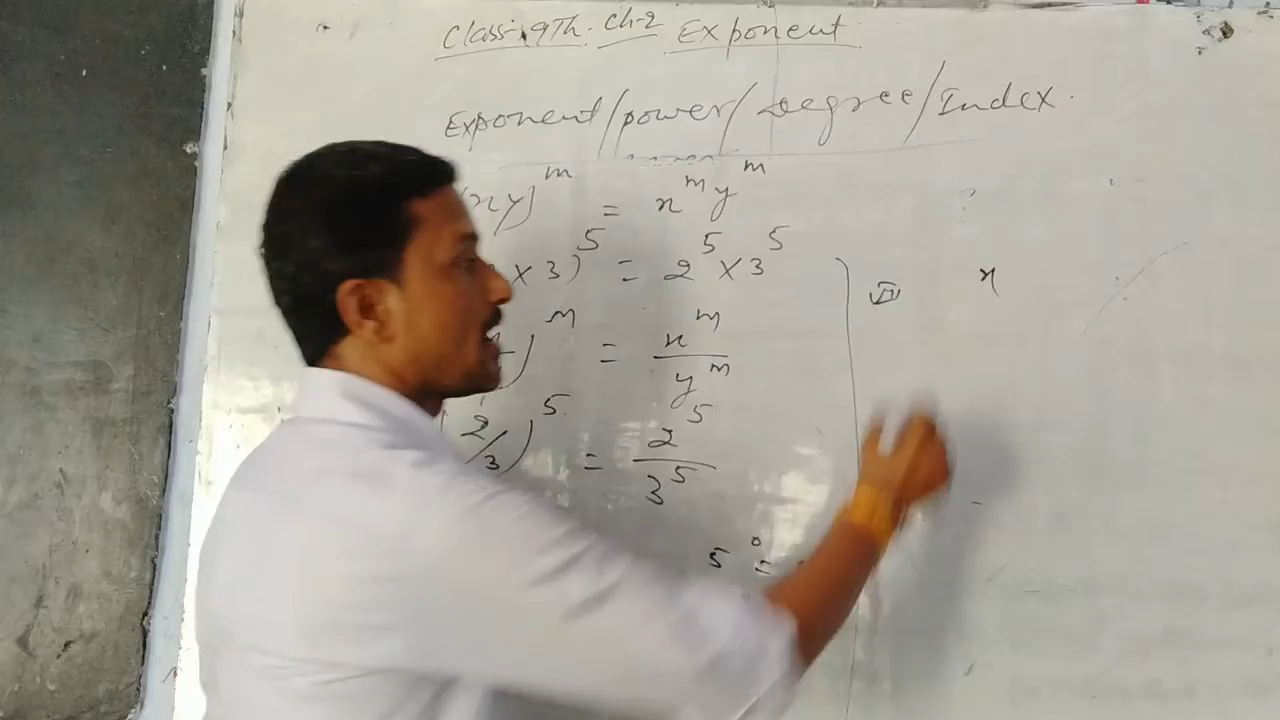 Class-9Th. Ch-2 Exponent
Exponent/power/Degree/Index.
(xy)^m = x^m y^m
× 3)^5 = 2^5 × 3^5
)^m = x^m / y^m
(2/3)^5 = 2^5 / 3^5
5° =
x